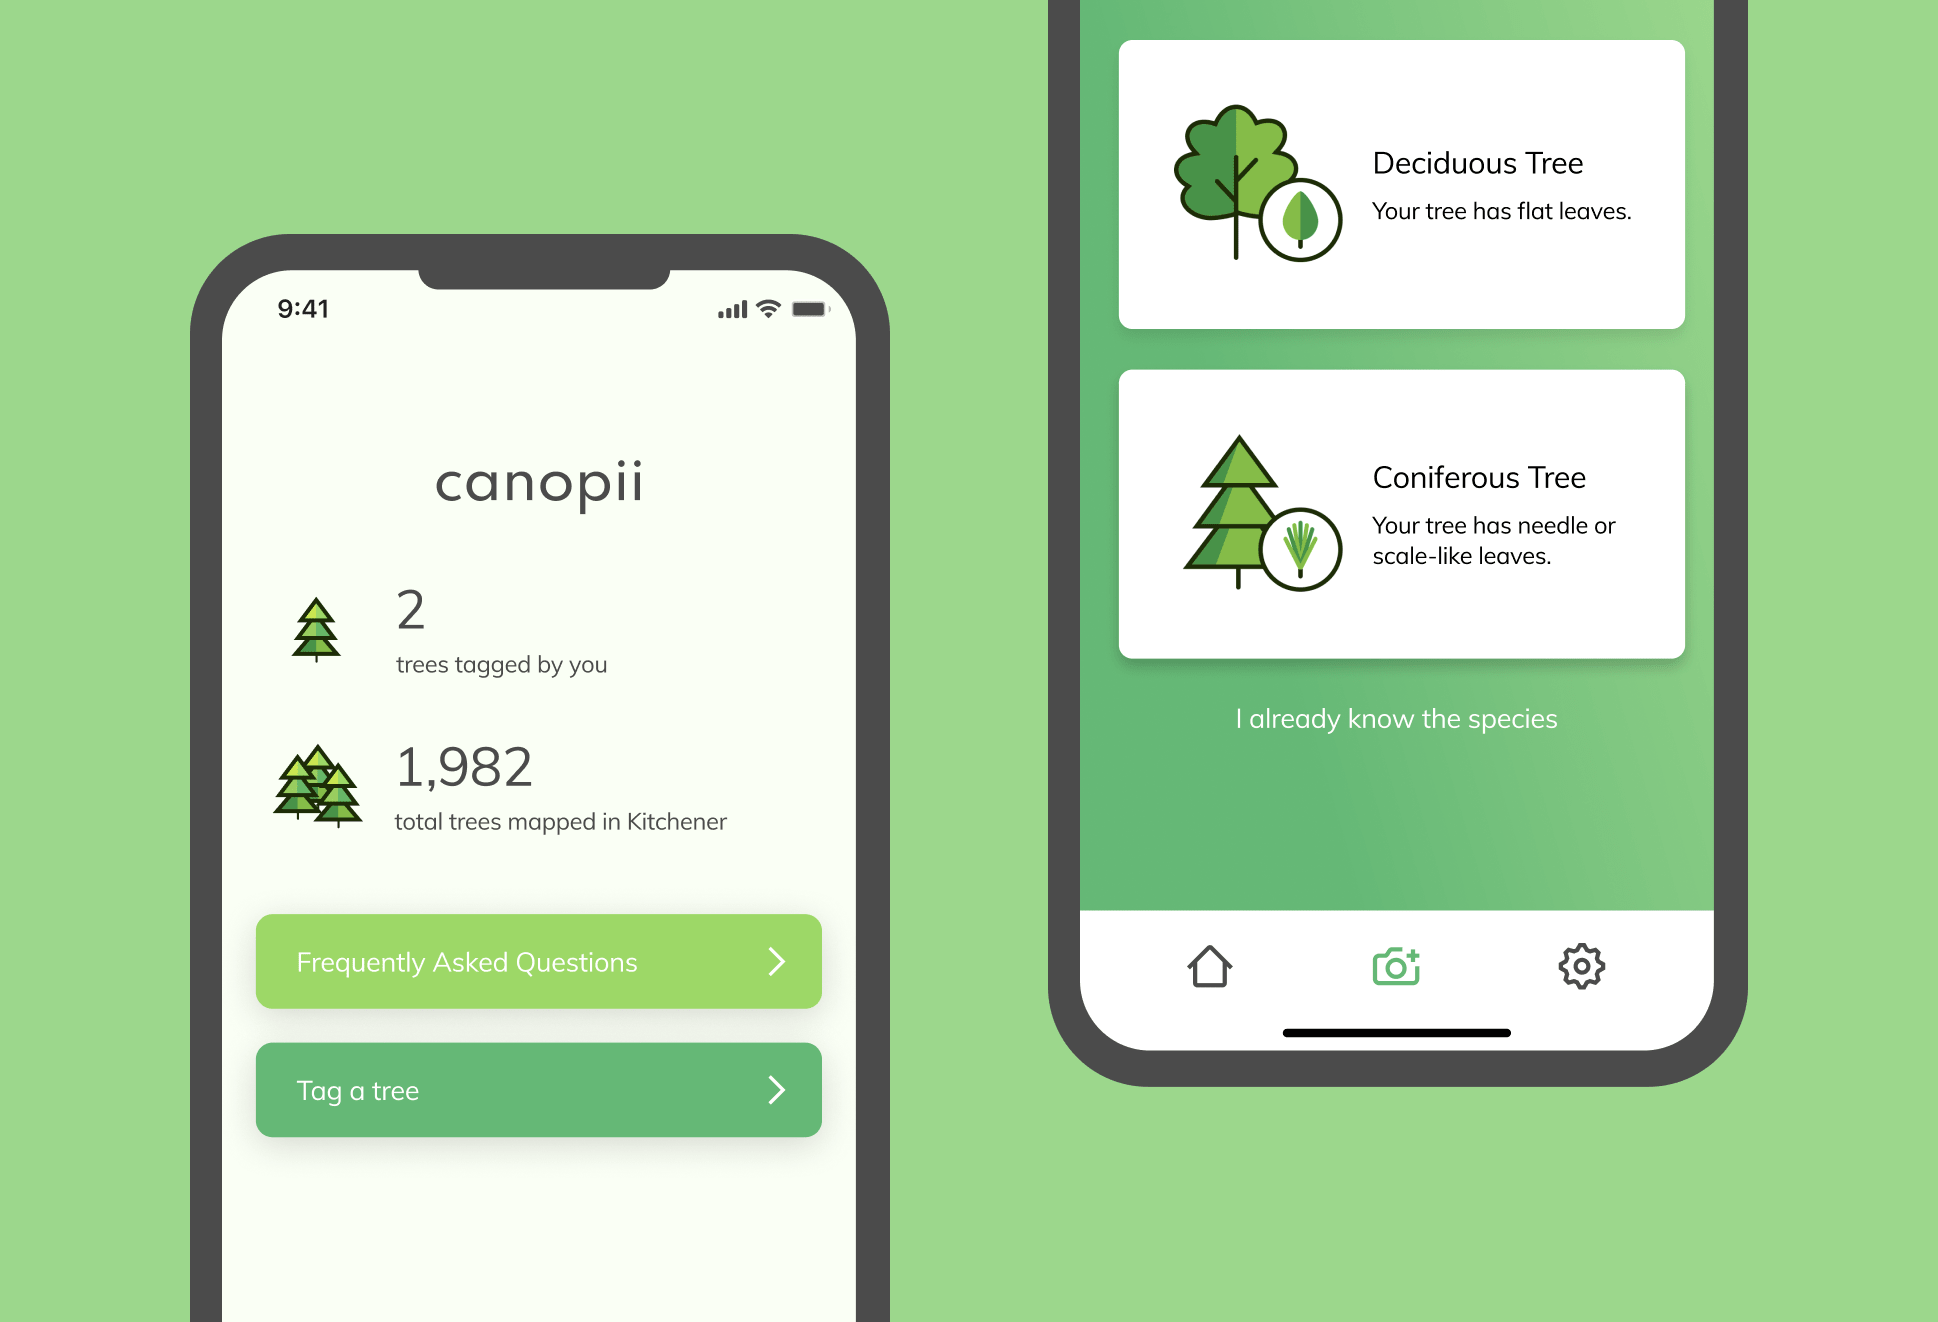 9:41
canopii
2
trees tagged by you
1,982
total trees mapped in Kitchener
Frequently Asked Questions
Tag a tree
Deciduous Tree
Your tree has flat leaves.
Coniferous Tree
Your tree has needle or
scale-like leaves.
I already know the species